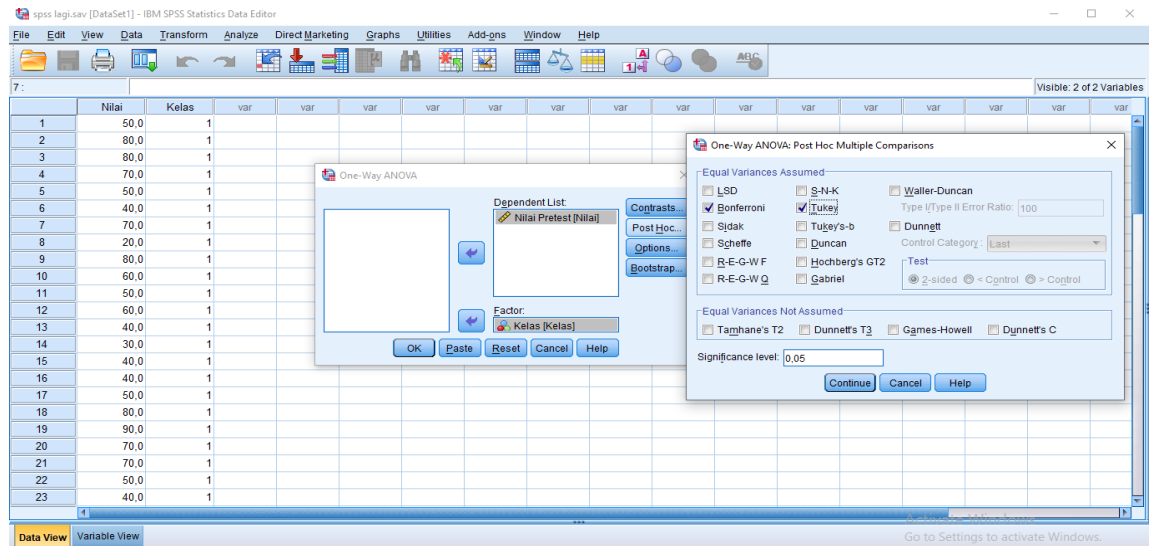 spss lagi.sav [DataSet1] - IBM SPSS Statistics Data Editor
File Edit View Data Transform Analyze Direct Marketing Graphs Utilities Add-ons Window Help
7 :
Visible: 2 of 2 Variables
Nilai Kelas var var var var var var var var var var var var var var var
1 50,0 1
2 80,0 1
3 80,0 1
4 70,0 1
5 50,0 1
6 40,0 1
7 70,0 1
8 20,0 1
9 80,0 1
10 60,0 1
11 50,0 1
12 60,0 1
13 40,0 1
14 30,0 1
15 40,0 1
16 40,0 1
17 50,0 1
18 80,0 1
19 90,0 1
20 70,0 1
21 70,0 1
22 50,0 1
23 40,0 1
One-Way ANOVA
Dependent List:
Nilai Pretest [Nilai]
Contrasts...
Post Hoc...
Options...
Bootstrap...
Factor:
Kelas [Kelas]
OK Paste Reset Cancel Help
One-Way ANOVA: Post Hoc Multiple Comparisons
Equal Variances Assumed
LSD S-N-K Waller-Duncan
Bonferroni Tukey Type I/Type II Error Ratio: 100
Sidak Tukey's-b Dunnett
Scheffe Duncan Control Category : Last
R-E-G-W F Hochberg's GT2 Test
R-E-G-W Q Gabriel 2-sided < Control > Control
Equal Variances Not Assumed
Tamhane's T2 Dunnett's T3 Games-Howell Dunnett's C
Significance level: 0,05
Continue Cancel Help
Data View Variable View
Activate Windows
Go to Settings to activate Windows.